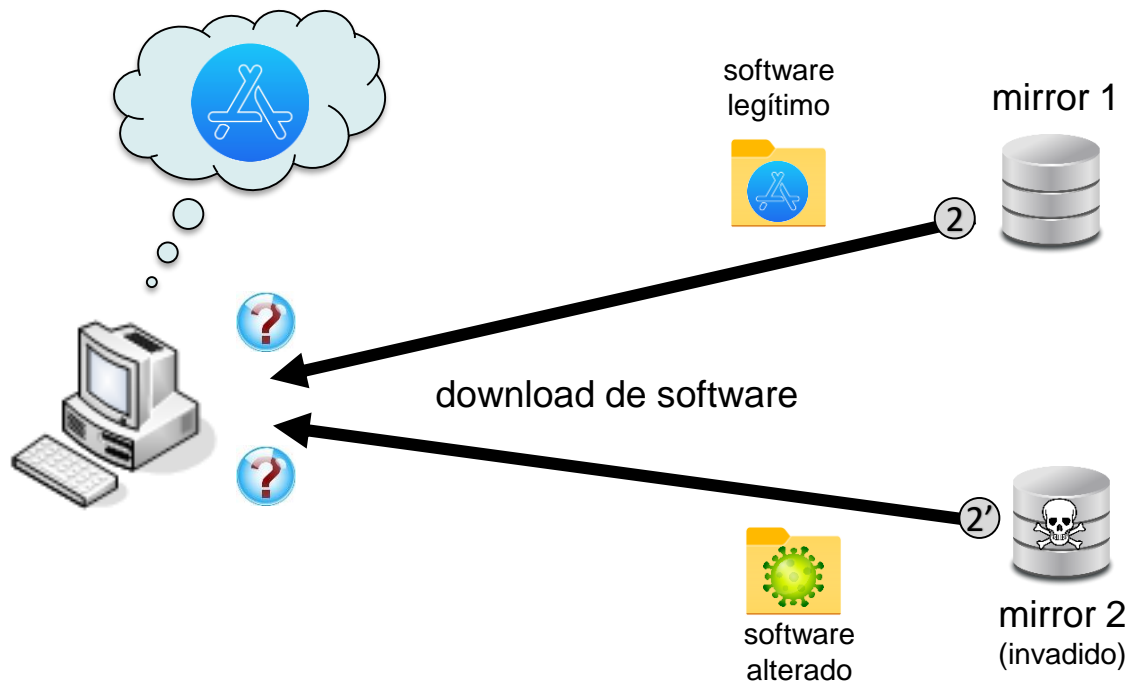 software
legítimo
mirror 1
2
?
download de software
?
2’
software
alterado
mirror 2
(invadido)